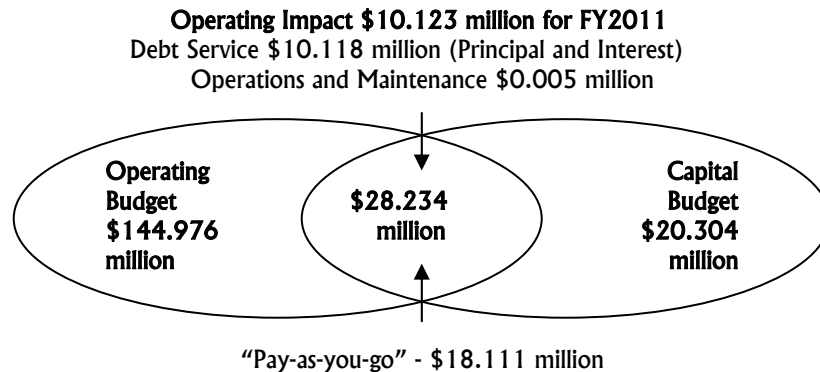 Operating Impact $10.123 million for FY2011
Debt Service $10.118 million (Principal and Interest)
Operations and Maintenance $0.005 million
Operating
Budget
$144.976
million
$28.234
million
Capital
Budget
$20.304
million
“Pay-as-you-go” - $18.111 million